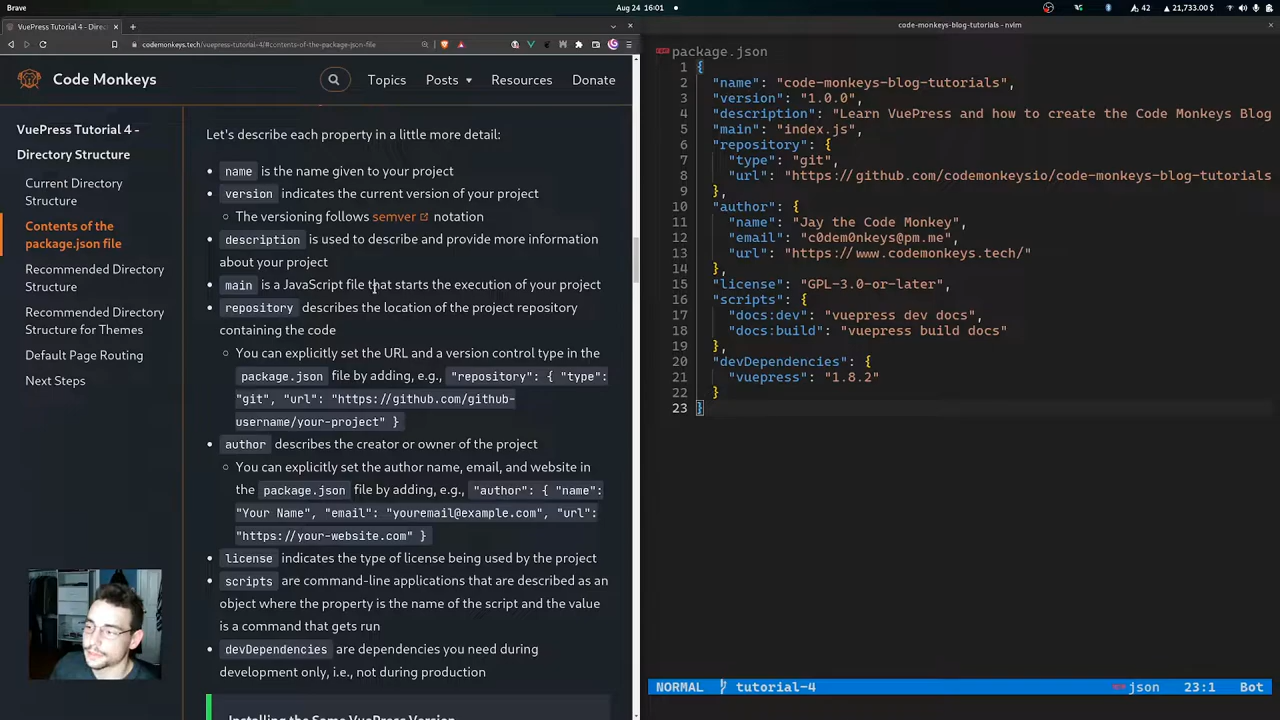 Brave
Aug 24 16:01
42
21,733.00 $
VuePress Tutorial 4 - Direc
code-monkeys-blog-tutorials - nvim
codemonkeys.tech/vuepress-tutorial-4/#contents-of-the-package-json-file
Code Monkeys
Topics
Posts
Resources
Donate
VuePress Tutorial 4 -
Directory Structure
Current Directory
Structure
Contents of the
package.json file
Recommended Directory
Structure
Recommended Directory
Structure for Themes
Default Page Routing
Next Steps
Let's describe each property in a little more detail:
name is the name given to your project
version indicates the current version of your project
The versioning follows semver notation
description is used to describe and provide more information
about your project
main is a JavaScript file that starts the execution of your project
repository describes the location of the project repository
containing the code
You can explicitly set the URL and a version control type in the
package.json file by adding, e.g., "repository": { "type":
"git", "url": "https://github.com/github-
username/your-project" }
author describes the creator or owner of the project
You can explicitly set the author name, email, and website in
the package.json file by adding, e.g., "author": { "name":
"Your Name", "email": "youremail@example.com", "url":
"https://your-website.com" }
license indicates the type of license being used by the project
scripts are command-line applications that are described as an
object where the property is the name of the script and the value
is a command that gets run
devDependencies are dependencies you need during
development only, i.e., not during production
Installing the Same VuePress Version
package.json
1 {
2 "name": "code-monkeys-blog-tutorials",
3 "version": "1.0.0",
4 "description": "Learn VuePress and how to create the Code Monkeys Blog
5 "main": "index.js",
6 "repository": {
7 "type": "git",
8 "url": "https://github.com/codemonkeysio/code-monkeys-blog-tutorials
9 },
10 "author": {
11 "name": "Jay the Code Monkey",
12 "email": "c0dem0nkeys@pm.me",
13 "url": "https://www.codemonkeys.tech/"
14 },
15 "license": "GPL-3.0-or-later",
16 "scripts": {
17 "docs:dev": "vuepress dev docs",
18 "docs:build": "vuepress build docs"
19 },
20 "devDependencies": {
21 "vuepress": "1.8.2"
22 }
23 }
NORMAL tutorial-4 json 23:1 Bot